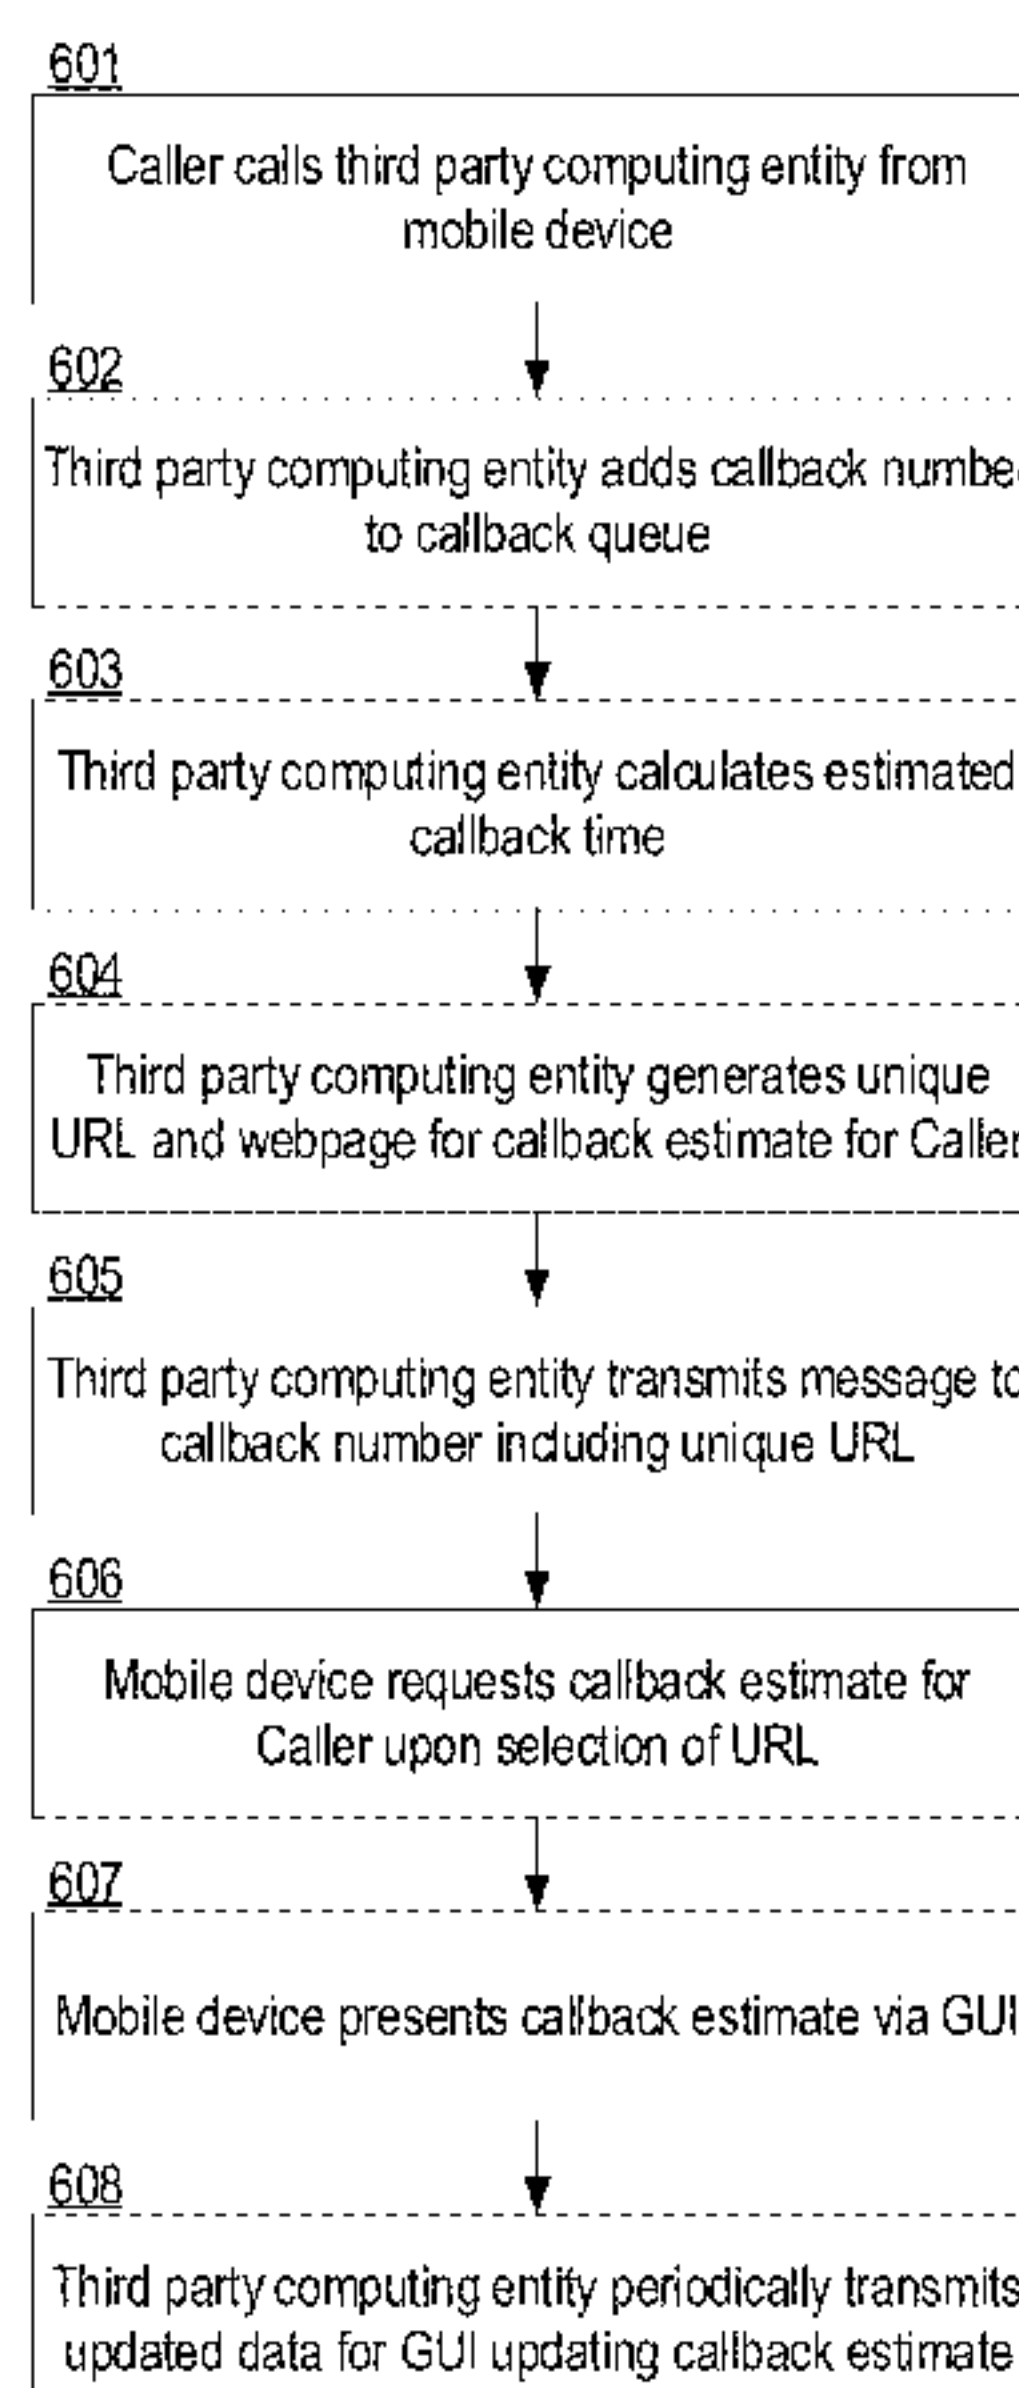 601
Caller calls third party computing entity from
mobile device
602
Third party computing entity adds callback numbe
to callback queue
603
Third party computing entity calculates estimated
callback time
604
Third party computing entity generates unique
URL and webpage for callback estimate for Caller
605
Third party computing entity transmits message to
callback number including unique URL
606
Mobile device requests callback estimate for
Caller upon selection of URL
607
Mobile device presents callback estimate via GUI
608
Third party computing entity periodically transmits
updated data for GUI updating callback estimate